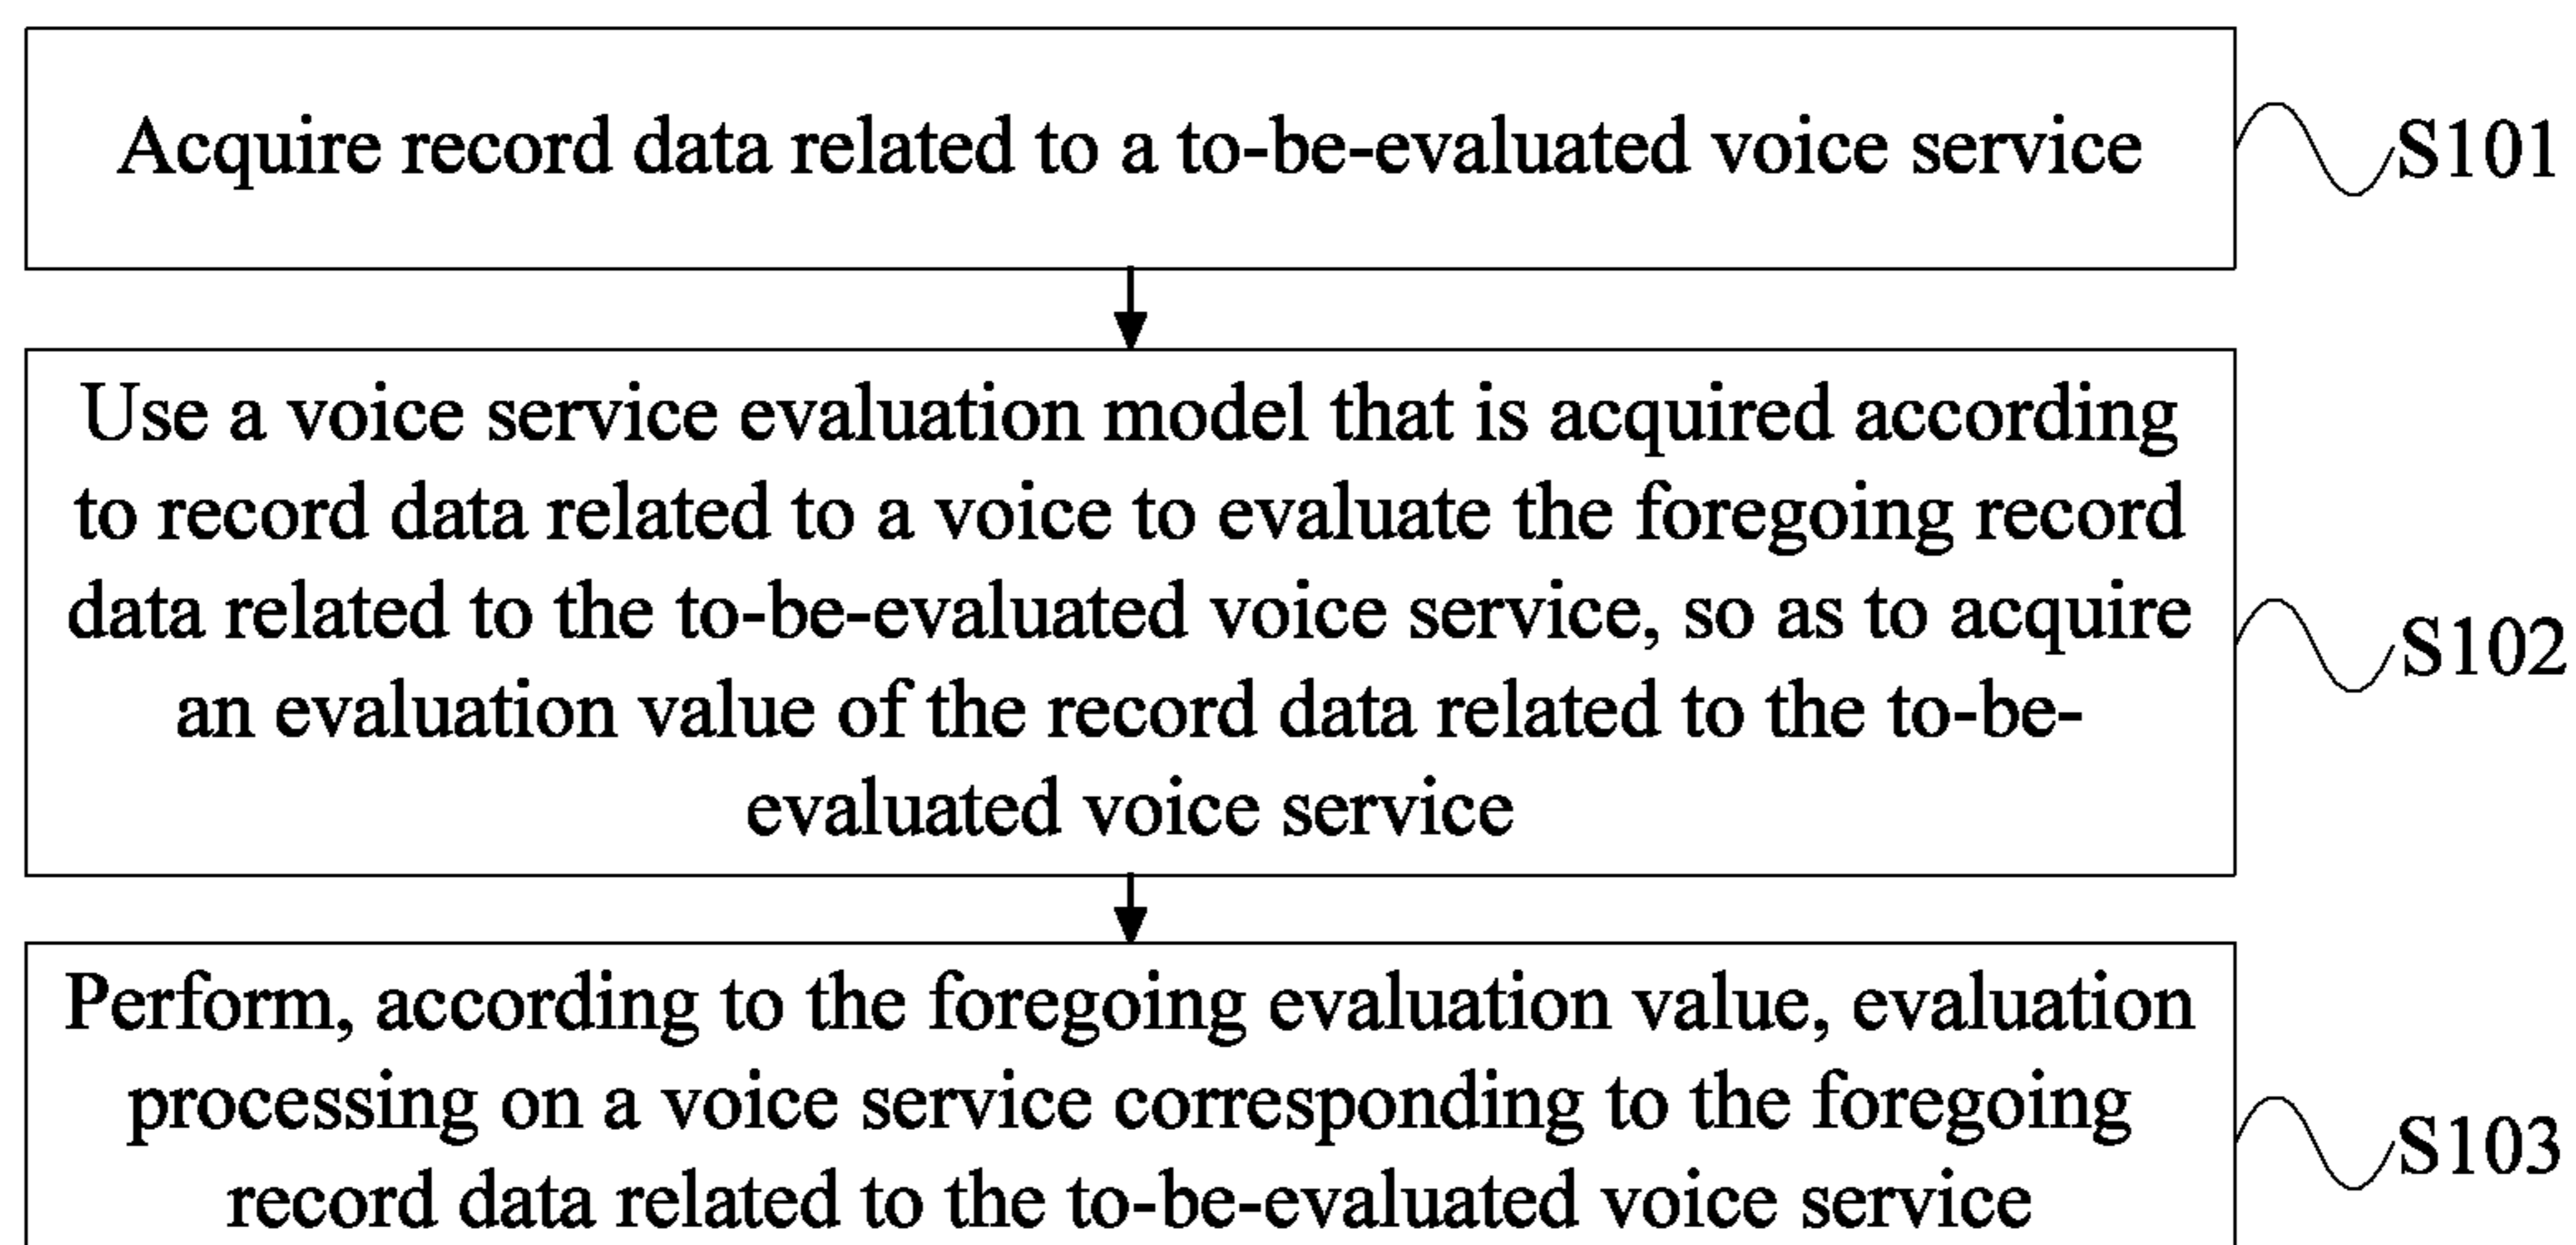 Acquire record data related to a to-be-evaluated voice service
S101
Use a voice service evaluation model that is acquired according
to record data related to a voice to evaluate the foregoing record
data related to the to-be-evaluated voice service, so as to acquire
an evaluation value of the record data related to the to-be-
evaluated voice service
S102
Perform, according to the foregoing evaluation value, evaluation
processing on a voice service corresponding to the foregoing
record data related to the to-be-evaluated voice service
S103